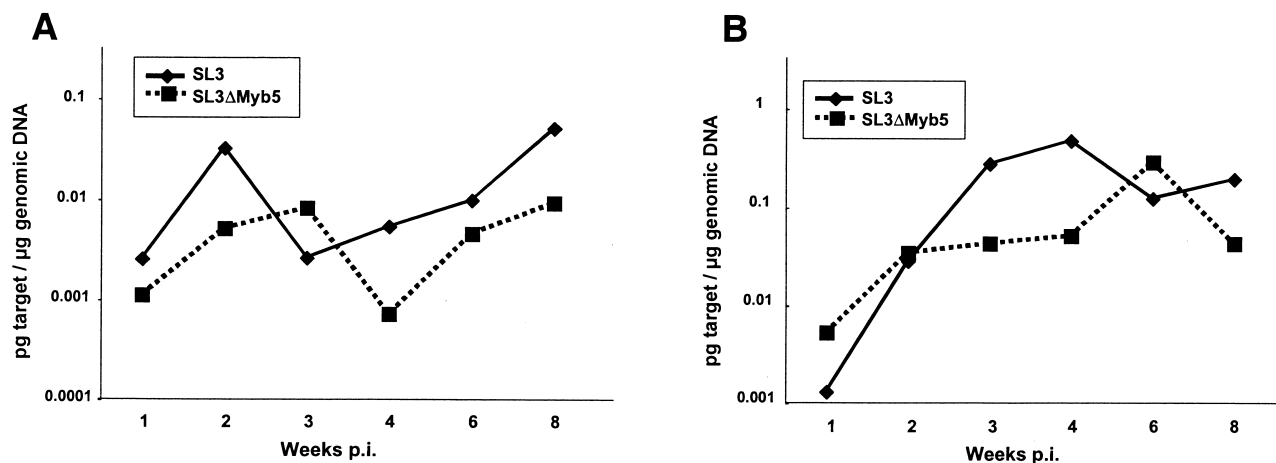 A
SL3
SL3ΔMyb5
pg target / µg genomic DNA
0.1
0.01
0.001
0.0001
1 2 3 4 6 8
Weeks p.i.
B
SL3
SL3ΔMyb5
pg target / µg genomic DNA
1
0.1
0.01
0.001
1 2 3 4 6 8
Weeks p.i.